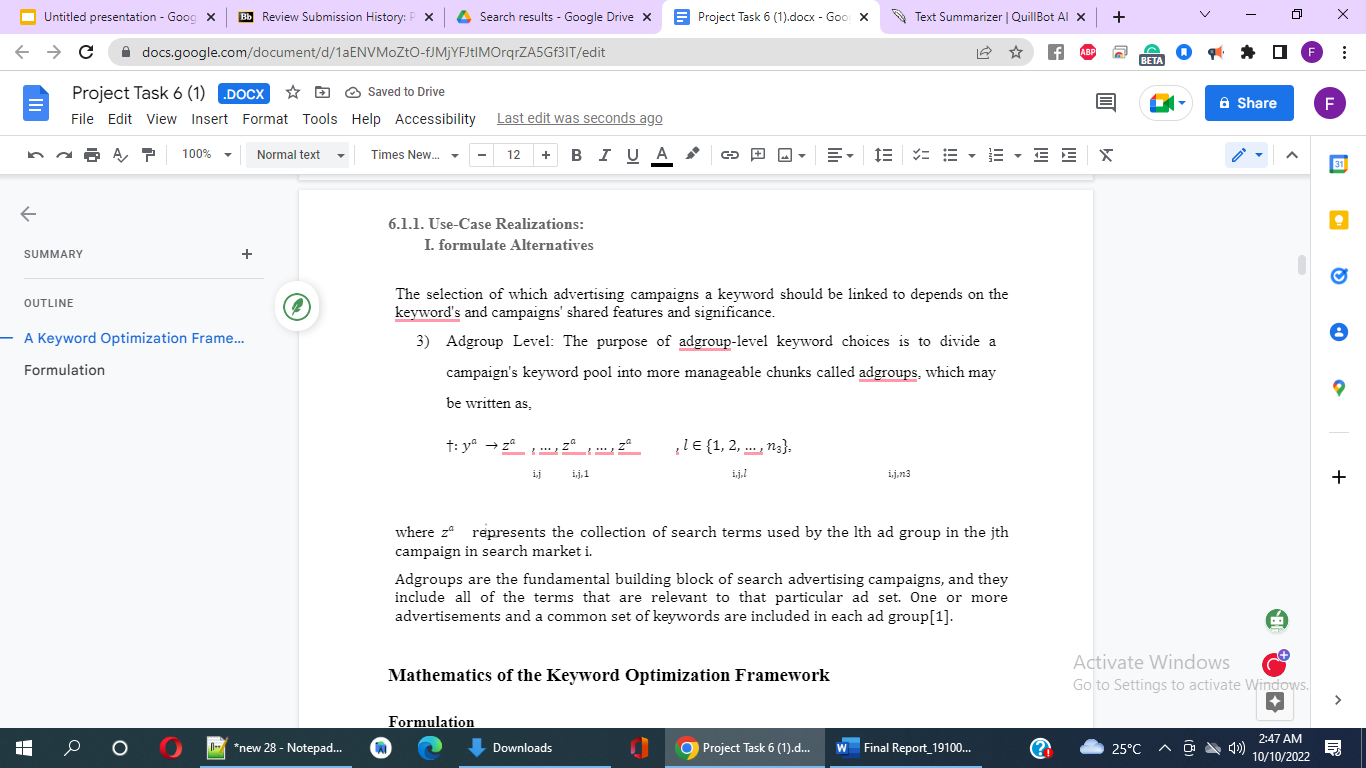 Untitled presentation - Goog
Review Submission History: P
Search results - Google Drive
Project Task 6 (1).docx - Goo
Text Summarizer | QuillBot AI
docs.google.com/document/d/1aENVMoZtO-fJMjYFJtIMOrqrZA5Gf3IT/edit
Project Task 6 (1) .DOCX Saved to Drive
File Edit View Insert Format Tools Help Accessibility Last edit was seconds ago
Share
F
100% Normal text Times New... 12
SUMMARY
OUTLINE
A Keyword Optimization Frame...
Formulation
6.1.1. Use-Case Realizations:
I. formulate Alternatives
The selection of which advertising campaigns a keyword should be linked to depends on the
keyword's and campaigns' shared features and significance.
3) Adgroup Level: The purpose of adgroup-level keyword choices is to divide a
campaign's keyword pool into more manageable chunks called adgroups, which may
be written as,
†: yᵃ → zᵃ , … , zᵃ , … , zᵃ , l ∈ {1, 2, … , n₃},
i,j i,j,1 i,j,l i,j,n3
where zᵃ represents the collection of search terms used by the lth ad group in the jth
campaign in search market i.
Adgroups are the fundamental building block of search advertising campaigns, and they
include all of the terms that are relevant to that particular ad set. One or more
advertisements and a common set of keywords are included in each ad group[1].
Mathematics of the Keyword Optimization Framework
Formulation
Activate Windows
Go to Settings to activate Windows.
*new 28 - Notepad...
Downloads
Project Task 6 (1).d...
Final Report_19100...
25°C
2:47 AM
10/10/2022